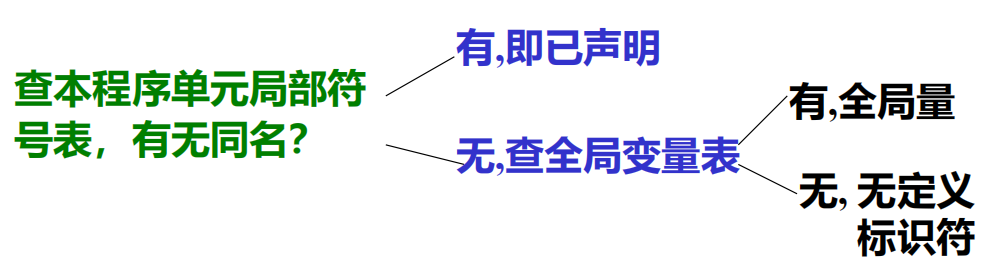 查本程序单元局部符
号表，有无同名？
有,即已声明
无,查全局变量表
有,全局量
无, 无定义
标识符